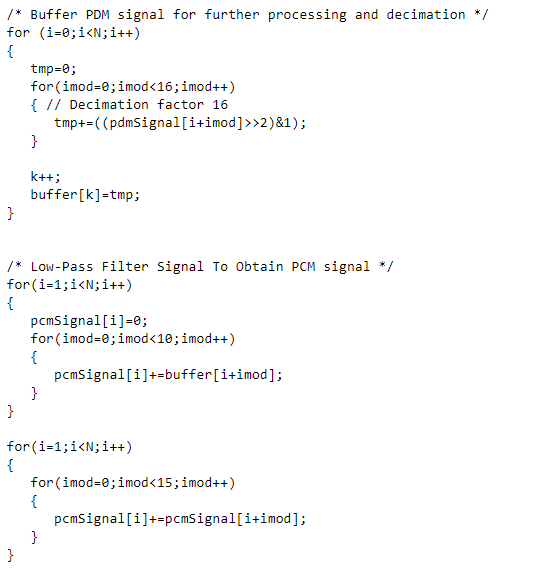 /* Buffer PDM signal for further processing and decimation */
for (i=0;i<N;i++)
{
   tmp=0;
   for(imod=0;imod<16;imod++)
   { // Decimation factor 16
      tmp+=((pdmSignal[i+imod]>>2)&1);
   }

   k++;
   buffer[k]=tmp;
}


/* Low-Pass Filter Signal To Obtain PCM signal */
for(i=1;i<N;i++)
{
   pcmSignal[i]=0;
   for(imod=0;imod<10;imod++)
   {
      pcmSignal[i]+=buffer[i+imod];
   }
}

for(i=1;i<N;i++)
{
   for(imod=0;imod<15;imod++)
   {
      pcmSignal[i]+=pcmSignal[i+imod];
   }
}